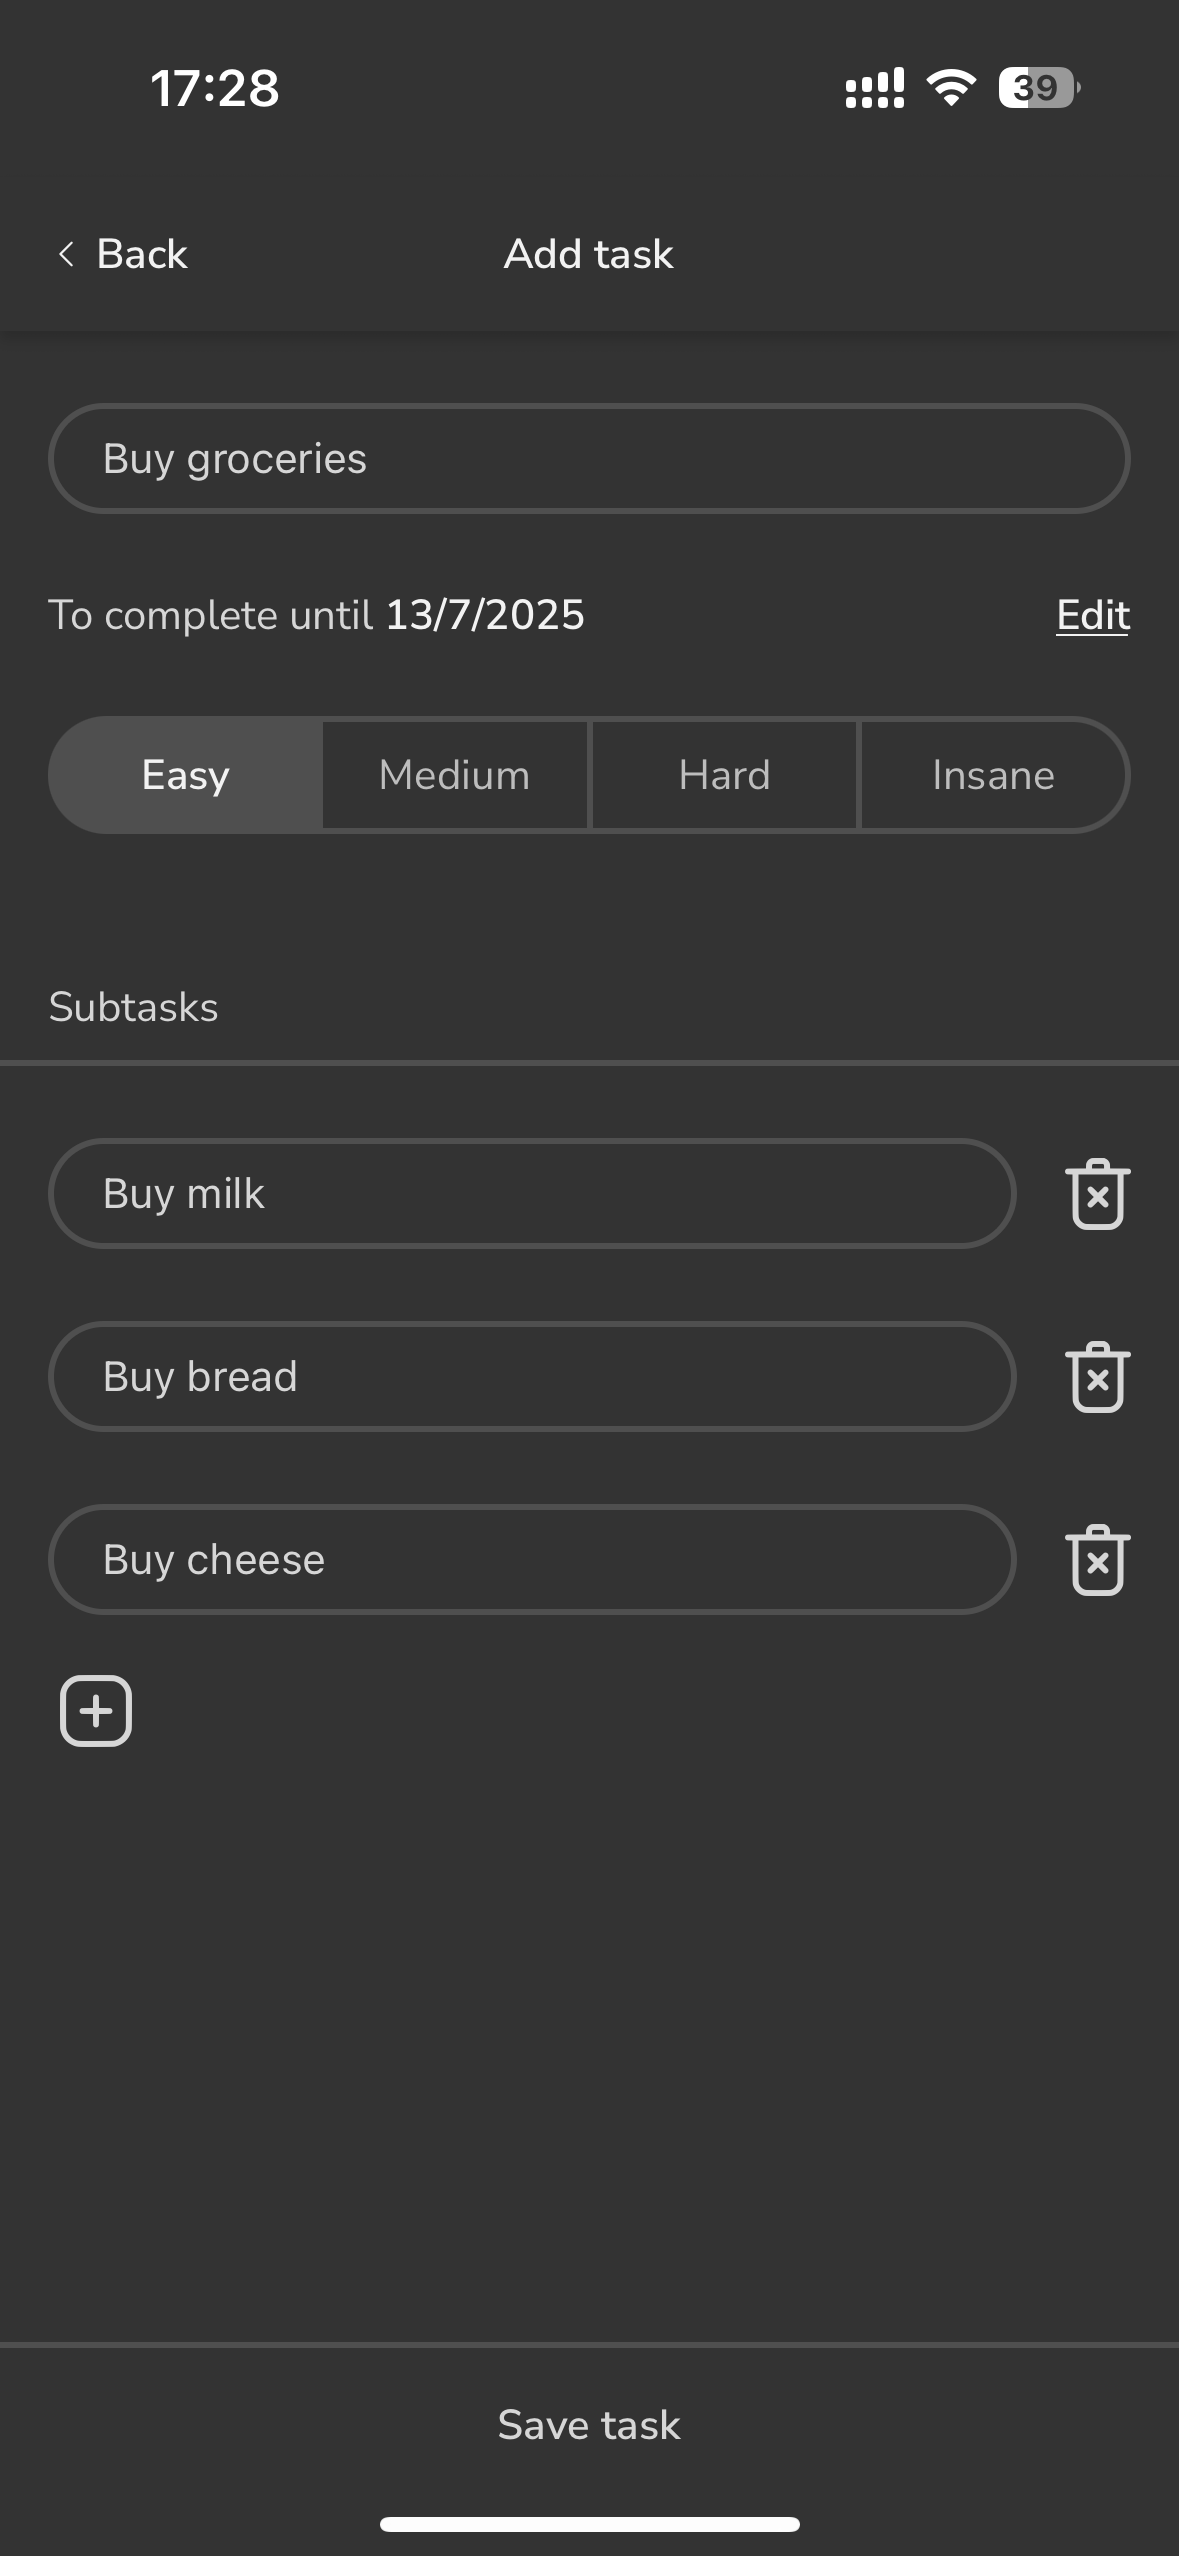 17:28
39
Back
Add task
Buy groceries
To complete until 13/7/2025
Edit
Easy
Medium
Hard
Insane
Subtasks
Buy milk
Buy bread
Buy cheese
Save task